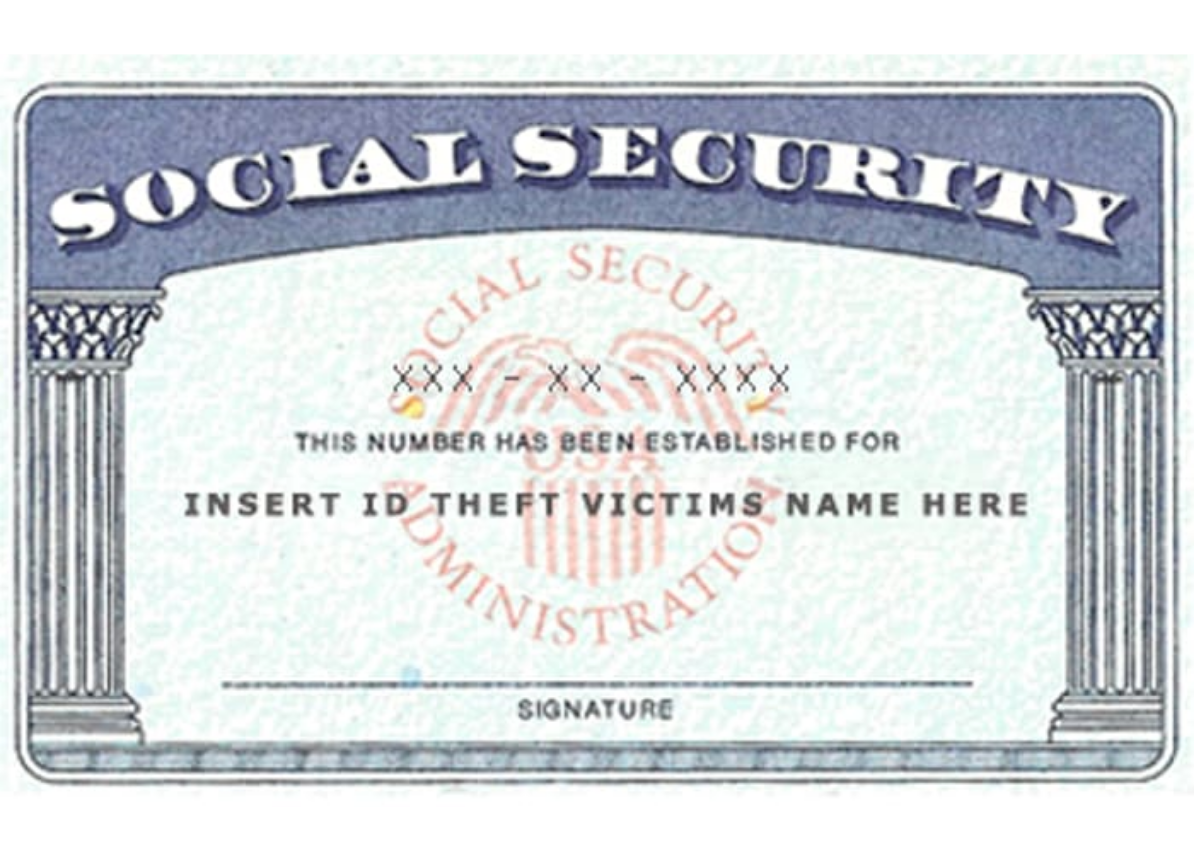 SOCIAL SECURITY
SOCIAL SECURITY
XXX - XX - XXXX
THIS NUMBER HAS BEEN ESTABLISHED FOR
USA
INSERT ID THEFT VICTIMS NAME HERE
ADMINISTRATION
SIGNATURE